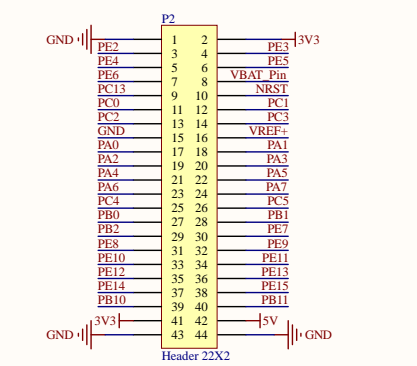 P2
GND 1 2 3V3
PE2 3 4 PE3
PE4 5 6 PE5
PE6 7 8 VBAT_Pin
PC13 9 10 NRST
PC0 11 12 PC1
PC2 13 14 PC3
GND 15 16 VREF+
PA0 17 18 PA1
PA2 19 20 PA3
PA4 21 22 PA5
PA6 23 24 PA7
PC4 25 26 PC5
PB0 27 28 PB1
PB2 29 30 PE7
PE8 31 32 PE9
PE10 33 34 PE11
PE12 35 36 PE13
PE14 37 38 PE15
PB10 39 40 PB11
3V3 41 42 5V
GND 43 44 GND
Header 22X2